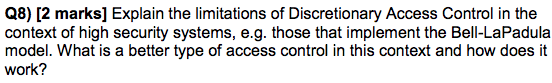 Q8) [2 marks] Explain the limitations of Discretionary Access Control in the
context of high security systems, e.g. those that implement the Bell-LaPadula
model. What is a better type of access control in this context and how does it
work?